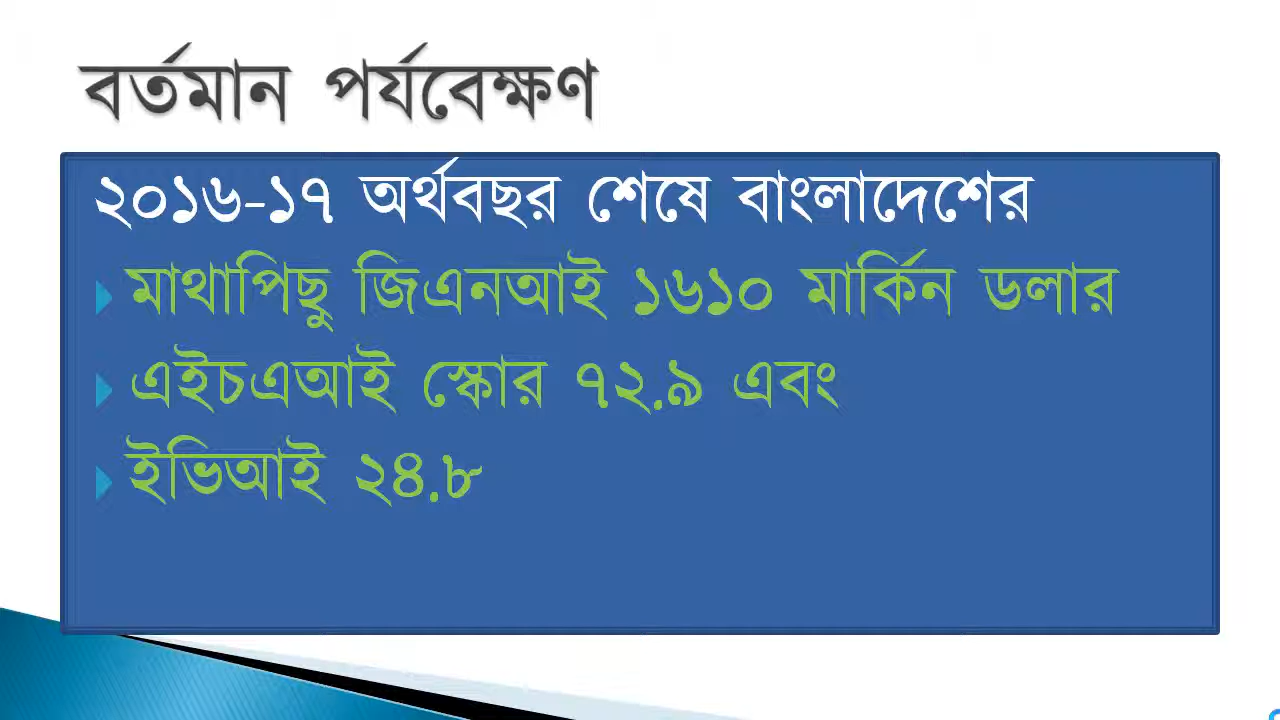 বর্তমান পর্যবেক্ষণ
২০১৬-১৭ অর্থবছর শেষে বাংলাদেশের
মাথাপিছু জিএনআই ১৬১০ মার্কিন ডলার
এইচএআই স্কোর ৭২.৯ এবং
ইভিআই ২৪.৮